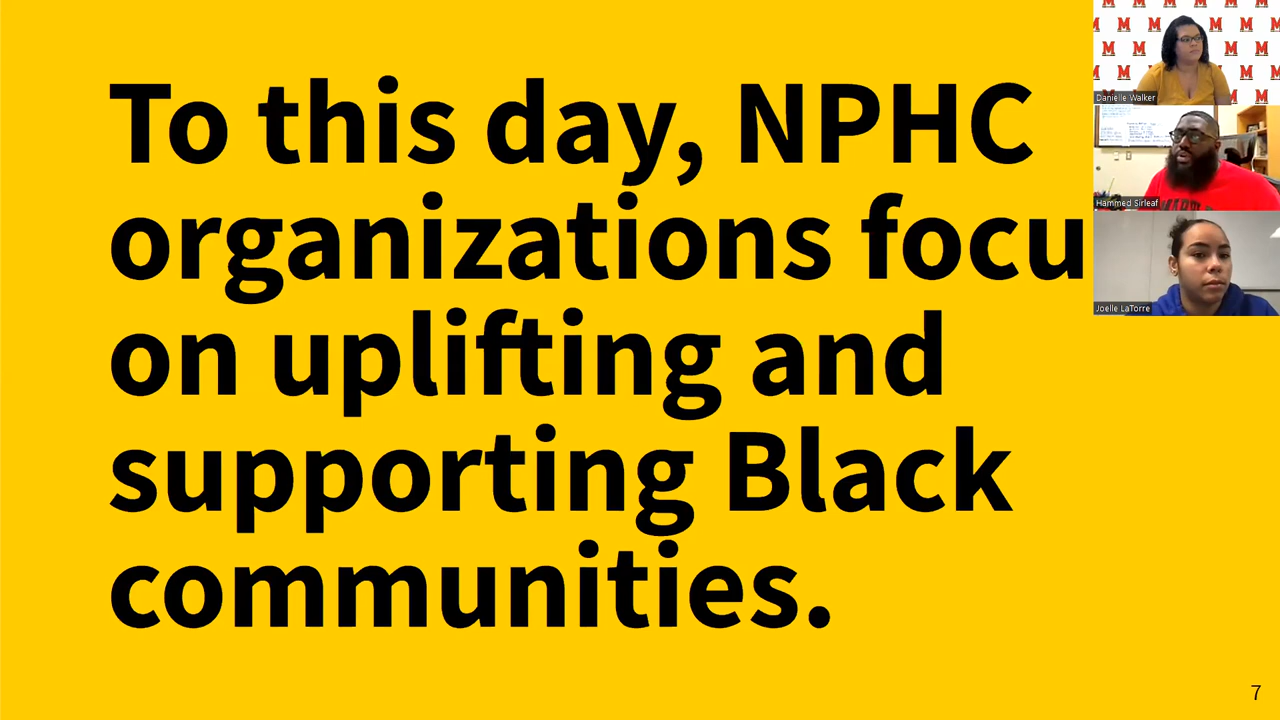 To this day, NPHC
organizations focu
on uplifting and
supporting Black
communities.
7
M M M M M
Danielle Walker
Hammed Sirleaf
Joelle LaTorre